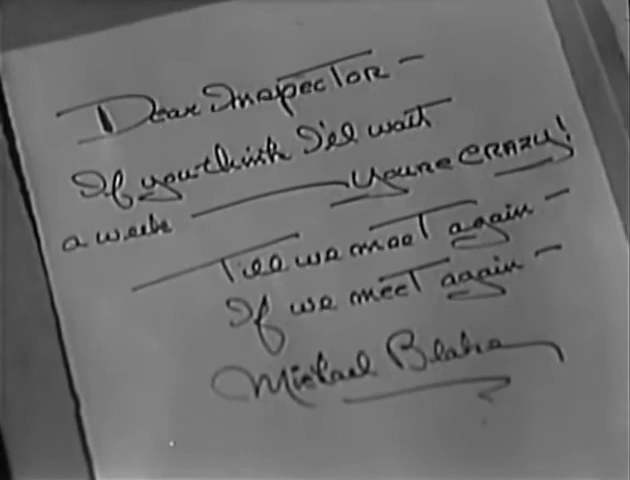 Dear Inspector –
If you think I'll wait
a week ——— You're CRAZY!
Till we meet again –
If we meet again –
Michael Blake